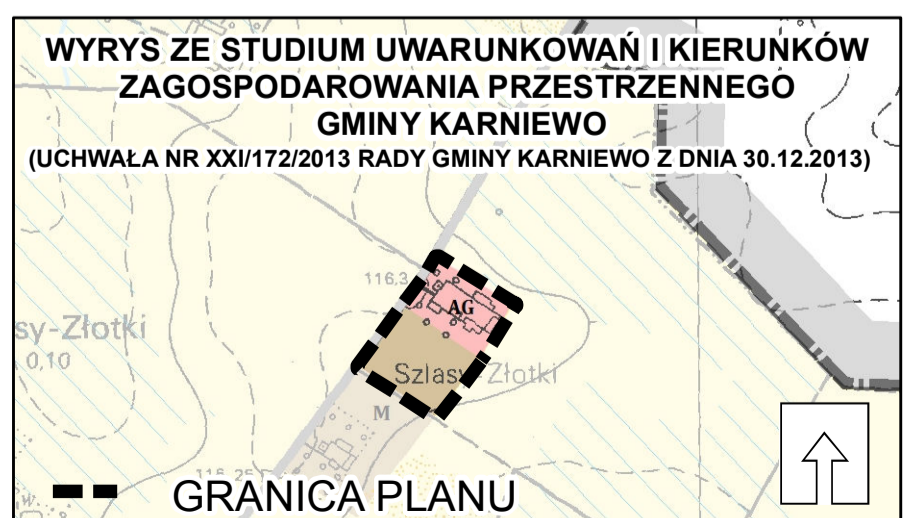 WYRYS ZE STUDIUM UWARUNKOWAŃ I KIERUNKÓW
ZAGOSPODAROWANIA PRZESTRZENNEGO
GMINY KARNIEWO
(UCHWAŁA NR XXI/172/2013 RADY GMINY KARNIEWO Z DNIA 30.12.2013)
116,3
AG
sy-Złotki
0,10
Szlasy-Złotki
M
116,25
W.
GRANICA PLANU